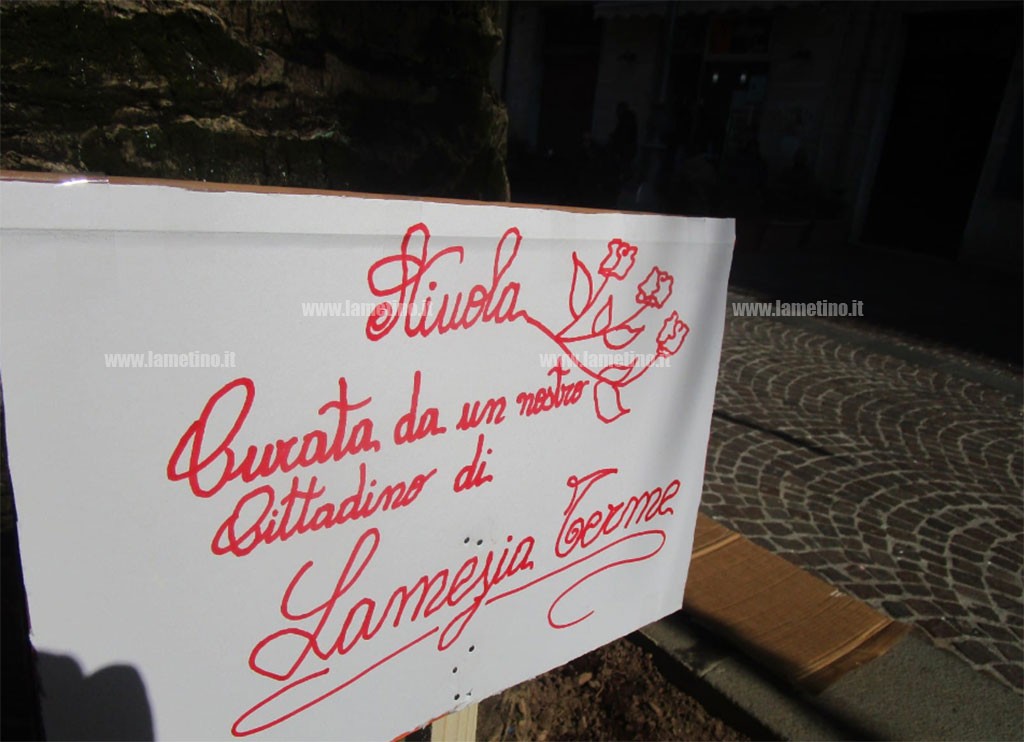 Aiuola
www.lametino.it
www.lametino.it
www.lametino.it
www.lametino.it
Curata da un nostro
Cittadino di
Lamezia Terme